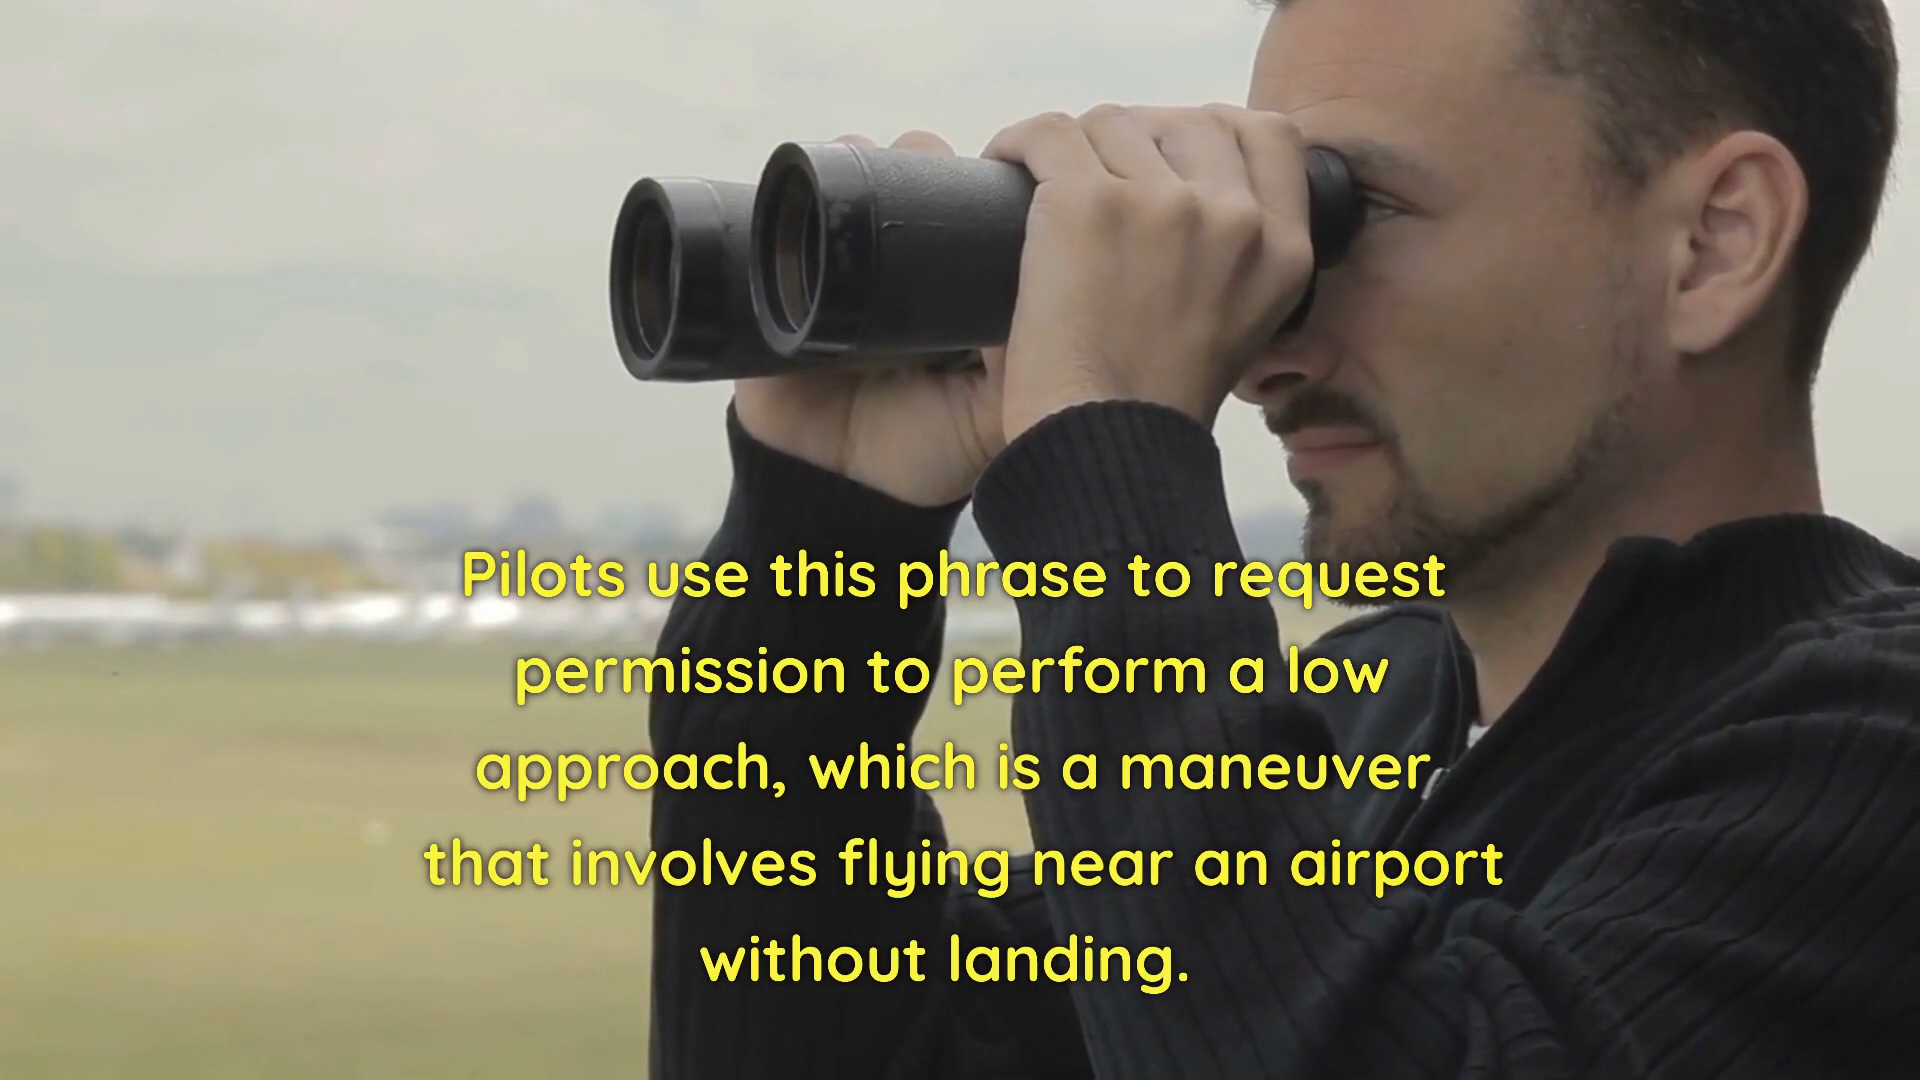 Pilots use this phrase to request
permission to perform a low
approach, which is a maneuver
that involves flying near an airport
without landing.